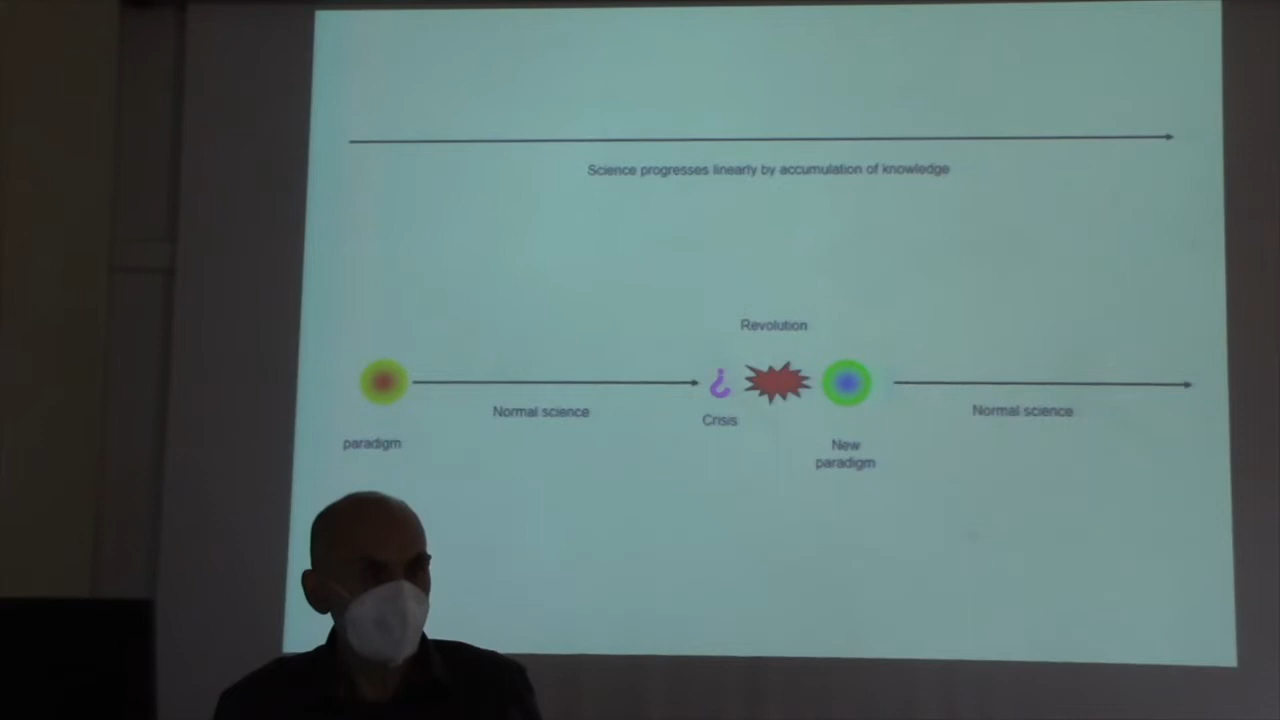 Science progresses linearly by accumulation of knowledge
Revolution
¿
Normal science
Crisis
Normal science
paradigm
New
paradigm